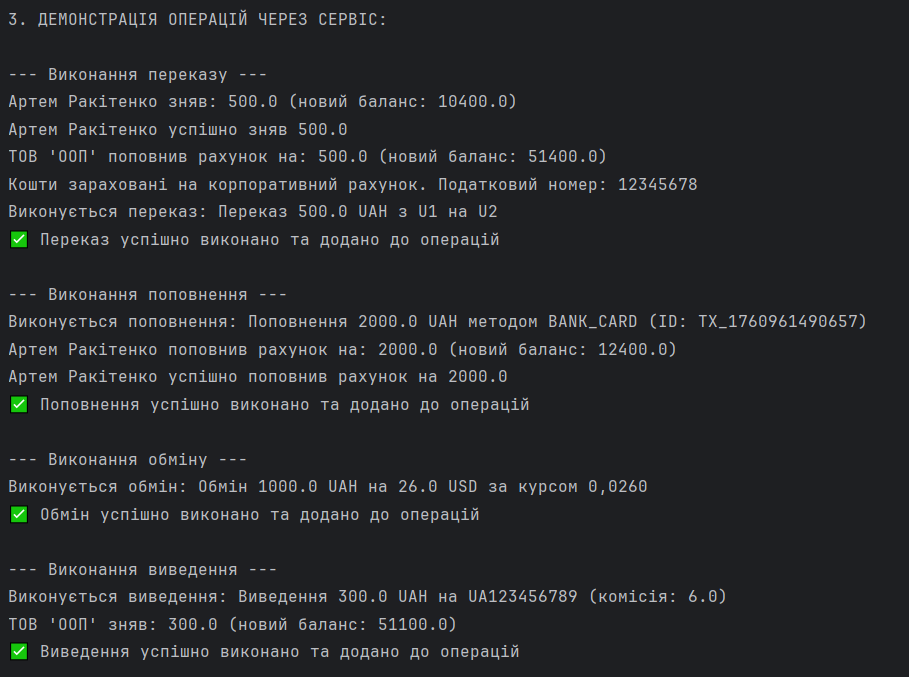 3. ДЕМОНСТРАЦІЯ ОПЕРАЦІЙ ЧЕРЕЗ СЕРВІС:
--- Виконання переказу ---
Артем Ракітенко зняв: 500.0 (новий баланс: 10400.0)
Артем Ракітенко успішно зняв 500.0
ТОВ 'ООП' поповнив рахунок на: 500.0 (новий баланс: 51400.0)
Кошти зараховані на корпоративний рахунок. Податковий номер: 12345678
Виконується переказ: Переказ 500.0 UAH з U1 на U2
✅ Переказ успішно виконано та додано до операцій
--- Виконання поповнення ---
Виконується поповнення: Поповнення 2000.0 UAH методом BANK_CARD (ID: TX_1760961490657)
Артем Ракітенко поповнив рахунок на: 2000.0 (новий баланс: 12400.0)
Артем Ракітенко успішно поповнив рахунок на 2000.0
✅ Поповнення успішно виконано та додано до операцій
--- Виконання обміну ---
Виконується обмін: Обмін 1000.0 UAH на 26.0 USD за курсом 0,0260
✅ Обмін успішно виконано та додано до операцій
--- Виконання виведення ---
Виконується виведення: Виведення 300.0 UAH на UA123456789 (комісія: 6.0)
ТОВ 'ООП' зняв: 300.0 (новий баланс: 51100.0)
✅ Виведення успішно виконано та додано до операцій